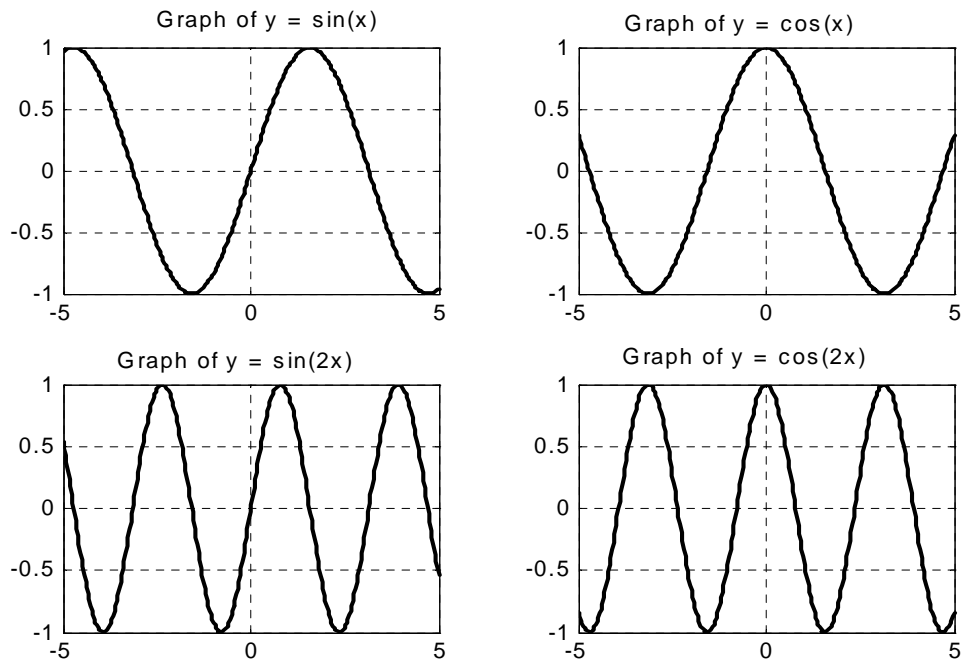 Graph of y = sin(x)
1
0.5
0
-0.5
-1
-5 0 5
Graph of y = cos(x)
1
0.5
0
-0.5
-1
-5 0 5
Graph of y = sin(2x)
1
0.5
0
-0.5
-1
-5 0 5
Graph of y = cos(2x)
1
0.5
0
-0.5
-1
-5 0 5